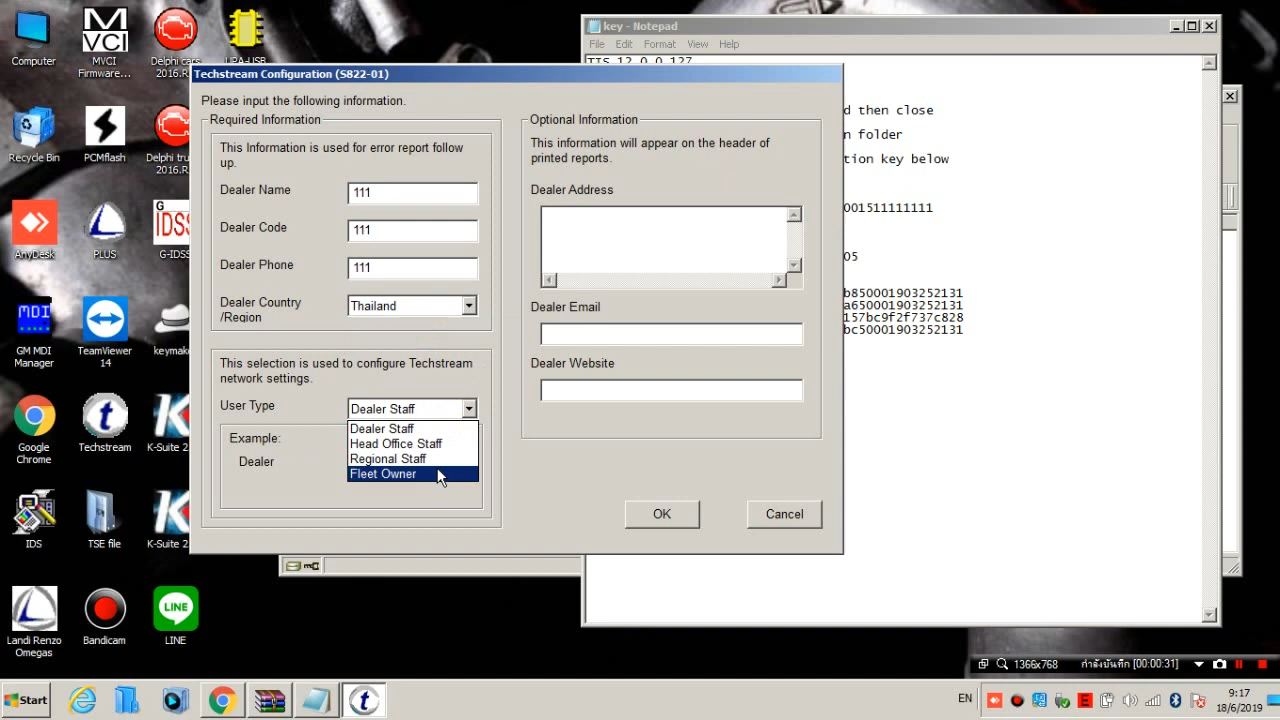 Computer
MVCI
Firmware...
Delphi cars
2016.R...
UPA-USB
Recycle Bin
PCMflash
Delphi tru...
2016.R...
AnyDesk
PLUS
G
IDSS
G-IDSS
MDI
GM MDI
Manager
TeamViewer
14
keymak
Google
Chrome
Techstream
K-Suite 2
IDS
TSE file
K-Suite 2
Landi Renzo
Omegas
Bandicam
LINE
LINE
Techstream Configuration (S822-01)
Please input the following information.
Required Information
This Information is used for error report follow
up.
Dealer Name
111
Dealer Code
111
Dealer Phone
111
Dealer Country
/Region
Thailand
This selection is used to configure Techstream
network settings.
User Type
Dealer Staff
Dealer Staff
Head Office Staff
Regional Staff
Fleet Owner
Example:
Dealer
Optional Information
This information will appear on the header of
printed reports.
Dealer Address
Dealer Email
Dealer Website
OK
Cancel
key - Notepad
File Edit Format View Help
TIS 12.0.0.127
d then close
n folder
tion key below
001511111111
05
b850001903252131
a650001903252131
157bc9f2f737c828
bc50001903252131
1366x768 กำลังบันทึก [00:00:31]
Start
EN
9:17
18/6/2019